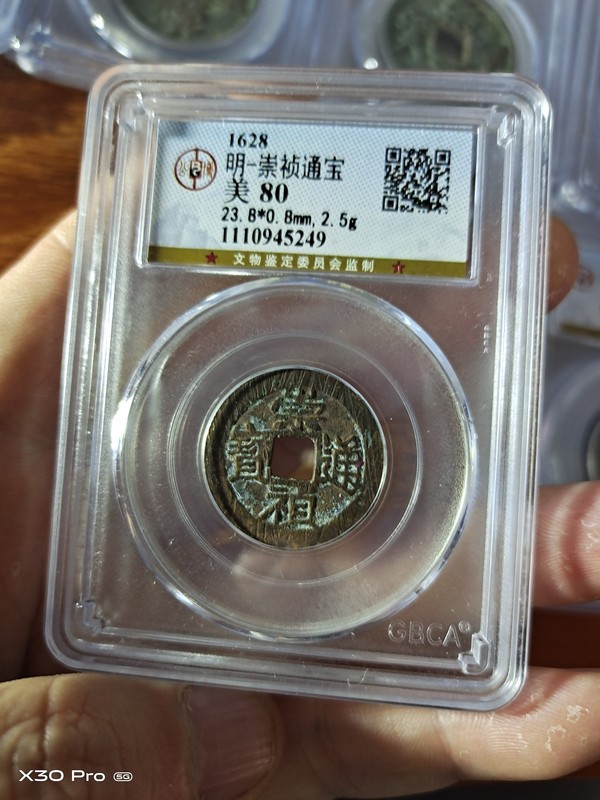 1628
明-崇祯通宝
美 80
23.8*0.8mm, 2.5g
1110945249
文物鉴定委员会监制
崇
寶 通
祯
GBCA®
X30 Pro 5G